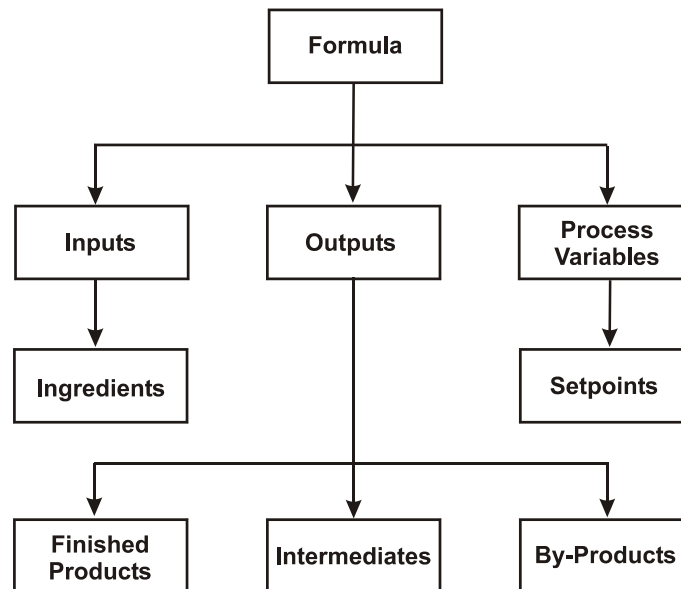 Formula
Inputs
Outputs
Process
Variables
Ingredients
Setpoints
Finished
Products
Intermediates
By-Products